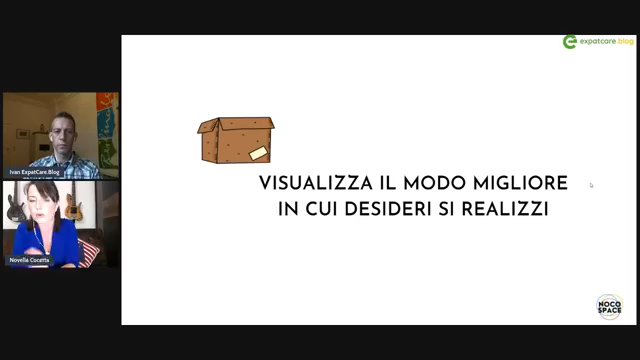 expatcare.blog
VISUALIZZA IL MODO MIGLIORE
IN CUI DESIDERI SI REALIZZI
Ivan ExpatCare.Blog
Novella Cocetta
NOCO
SPACE